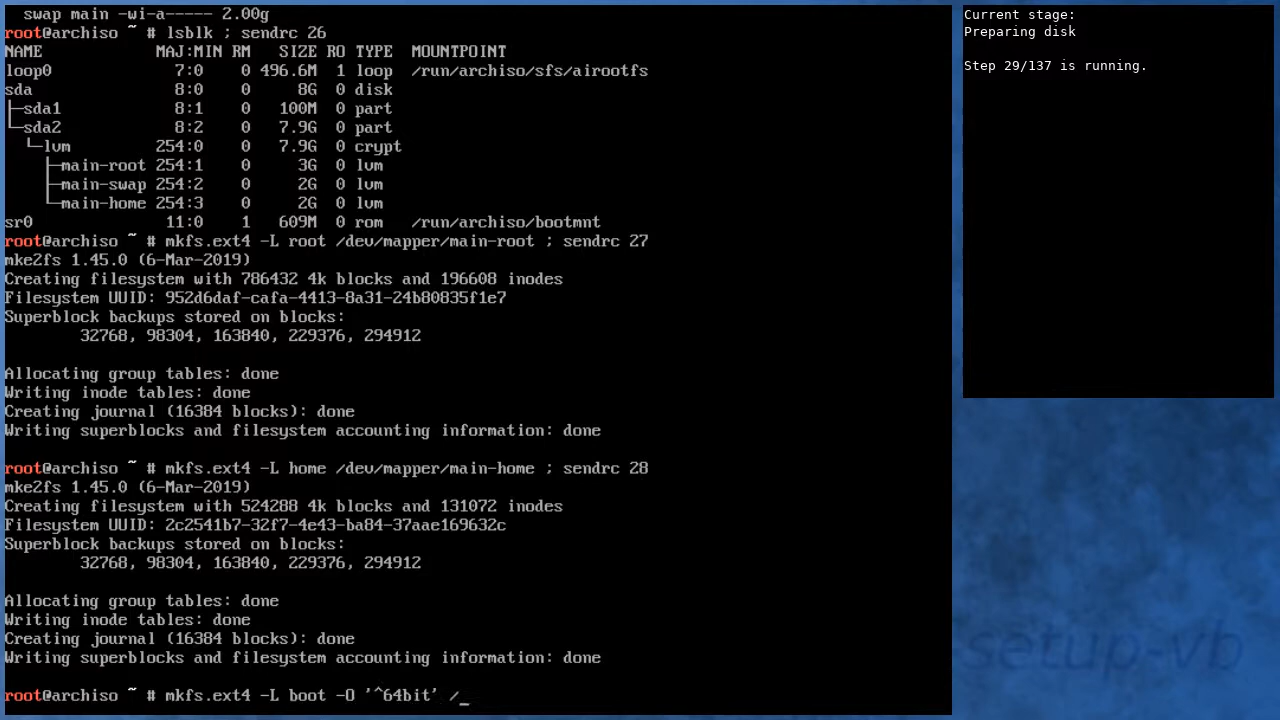 swap main -wi-a----- 2.00g
root@archiso ~ # lsblk ; sendrc 26
NAME            MAJ:MIN RM   SIZE RO TYPE  MOUNTPOINT
loop0             7:0    0 496.6M  1 loop  /run/archiso/sfs/airootfs
sda               8:0    0     8G  0 disk
├─sda1            8:1    0   100M  0 part
└─sda2            8:2    0   7.9G  0 part
  └─lvm         254:0    0   7.9G  0 crypt
    ├─main-root 254:1    0     3G  0 lvm
    ├─main-swap 254:2    0     2G  0 lvm
    └─main-home 254:3    0     2G  0 lvm
sr0              11:0    1   609M  0 rom   /run/archiso/bootmnt
root@archiso ~ # mkfs.ext4 -L root /dev/mapper/main-root ; sendrc 27
mke2fs 1.45.0 (6-Mar-2019)
Creating filesystem with 786432 4k blocks and 196608 inodes
Filesystem UUID: 952d6daf-cafa-4413-8a31-24b80835f1e7
Superblock backups stored on blocks:
        32768, 98304, 163840, 229376, 294912

Allocating group tables: done
Writing inode tables: done
Creating journal (16384 blocks): done
Writing superblocks and filesystem accounting information: done

root@archiso ~ # mkfs.ext4 -L home /dev/mapper/main-home ; sendrc 28
mke2fs 1.45.0 (6-Mar-2019)
Creating filesystem with 524288 4k blocks and 131072 inodes
Filesystem UUID: 2c2541b7-32f7-4e43-ba84-37aae169632c
Superblock backups stored on blocks:
        32768, 98304, 163840, 229376, 294912

Allocating group tables: done
Writing inode tables: done
Creating journal (16384 blocks): done
Writing superblocks and filesystem accounting information: done

root@archiso ~ # mkfs.ext4 -L boot -O '^64bit' /_
Current stage:
Preparing disk

Step 29/137 is running.
setup-vb